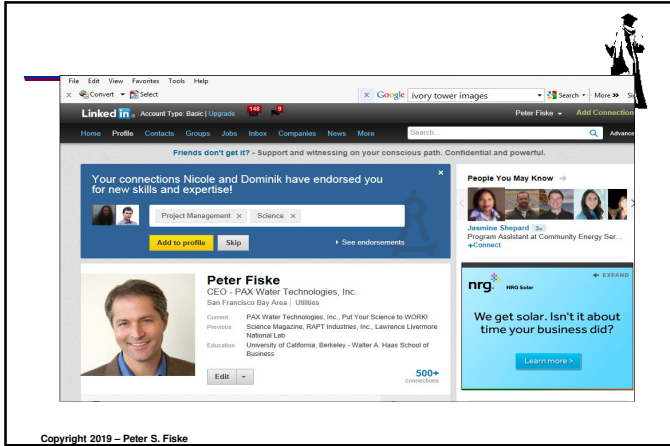 File Edit View Favorites Tools Help
x Convert Select
x Google ivory tower images Search More >>
Linked in Account Type: Basic | Upgrade 148 9 Peter Fiske Add Connection
Home Profile Contacts Groups Jobs Inbox Companies News More Search... Advance
Friends don't get it? - Support and witnessing on your conscious path. Confidential and powerful.
Your connections Nicole and Dominik have endorsed you
for new skills and expertise!
×
Project Management × Science ×
Add to profile Skip See endorsements
People You May Know
Jasmine Shepard 3rd
Program Assistant at Community Energy Ser...
+Connect
Peter Fiske
CEO - PAX Water Technologies, Inc.
San Francisco Bay Area | Utilities
Current PAX Water Technologies, Inc., Put Your Science to WORK!
Previous Science Magazine, RAPT Industries, Inc., Lawrence Livermore
National Lab
Education University of California, Berkeley - Walter A. Haas School of
Business
Edit
500+
connections
EXPAND
nrg NRG Solar
We get solar. Isn't it about
time your business did?
Learn more >
Copyright 2019 – Peter S. Fiske